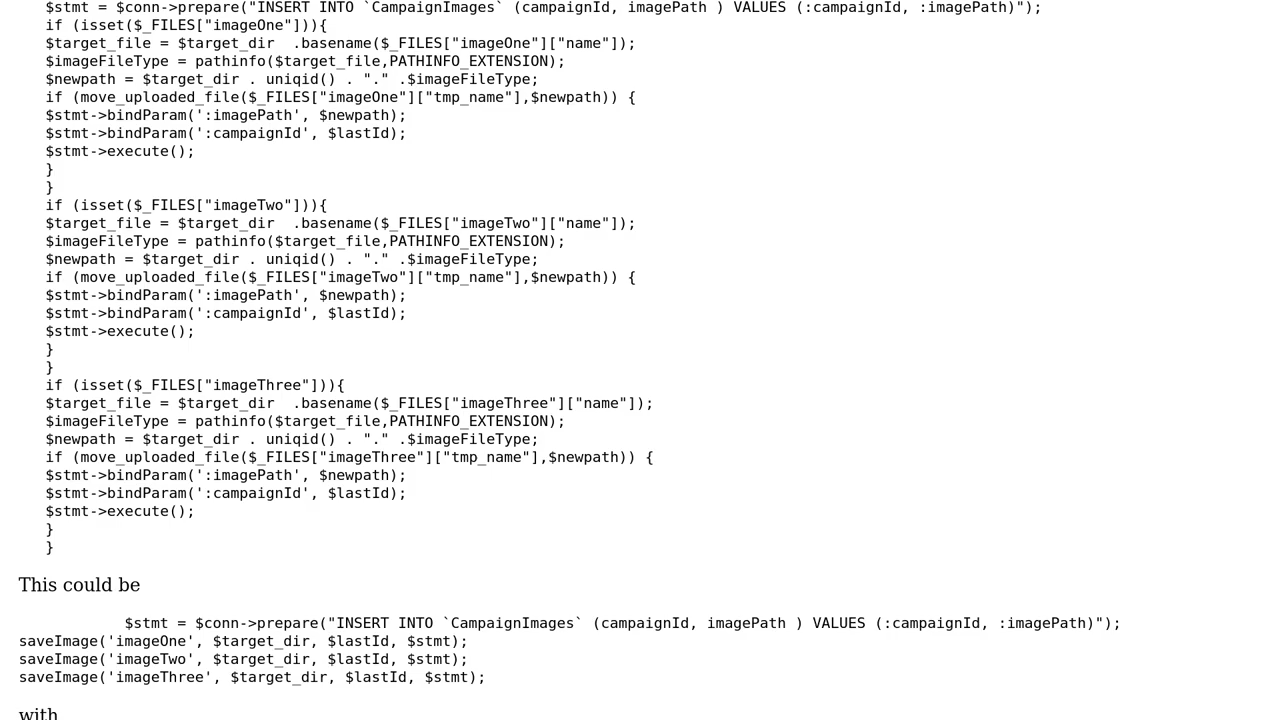 $stmt = $conn->prepare("INSERT INTO `CampaignImages` (campaignId, imagePath ) VALUES (:campaignId, :imagePath)");
if (isset($_FILES["imageOne"])){
$target_file = $target_dir  .basename($_FILES["imageOne"]["name"]);
$imageFileType = pathinfo($target_file,PATHINFO_EXTENSION);
$newpath = $target_dir . uniqid() . "." .$imageFileType;
if (move_uploaded_file($_FILES["imageOne"]["tmp_name"],$newpath)) {
$stmt->bindParam(':imagePath', $newpath);
$stmt->bindParam(':campaignId', $lastId);
$stmt->execute();
}
}
if (isset($_FILES["imageTwo"])){
$target_file = $target_dir  .basename($_FILES["imageTwo"]["name"]);
$imageFileType = pathinfo($target_file,PATHINFO_EXTENSION);
$newpath = $target_dir . uniqid() . "." .$imageFileType;
if (move_uploaded_file($_FILES["imageTwo"]["tmp_name"],$newpath)) {
$stmt->bindParam(':imagePath', $newpath);
$stmt->bindParam(':campaignId', $lastId);
$stmt->execute();
}
}
if (isset($_FILES["imageThree"])){
$target_file = $target_dir  .basename($_FILES["imageThree"]["name"]);
$imageFileType = pathinfo($target_file,PATHINFO_EXTENSION);
$newpath = $target_dir . uniqid() . "." .$imageFileType;
if (move_uploaded_file($_FILES["imageThree"]["tmp_name"],$newpath)) {
$stmt->bindParam(':imagePath', $newpath);
$stmt->bindParam(':campaignId', $lastId);
$stmt->execute();
}
}
This could be
$stmt = $conn->prepare("INSERT INTO `CampaignImages` (campaignId, imagePath ) VALUES (:campaignId, :imagePath)");
saveImage('imageOne', $target_dir, $lastId, $stmt);
saveImage('imageTwo', $target_dir, $lastId, $stmt);
saveImage('imageThree', $target_dir, $lastId, $stmt);
with